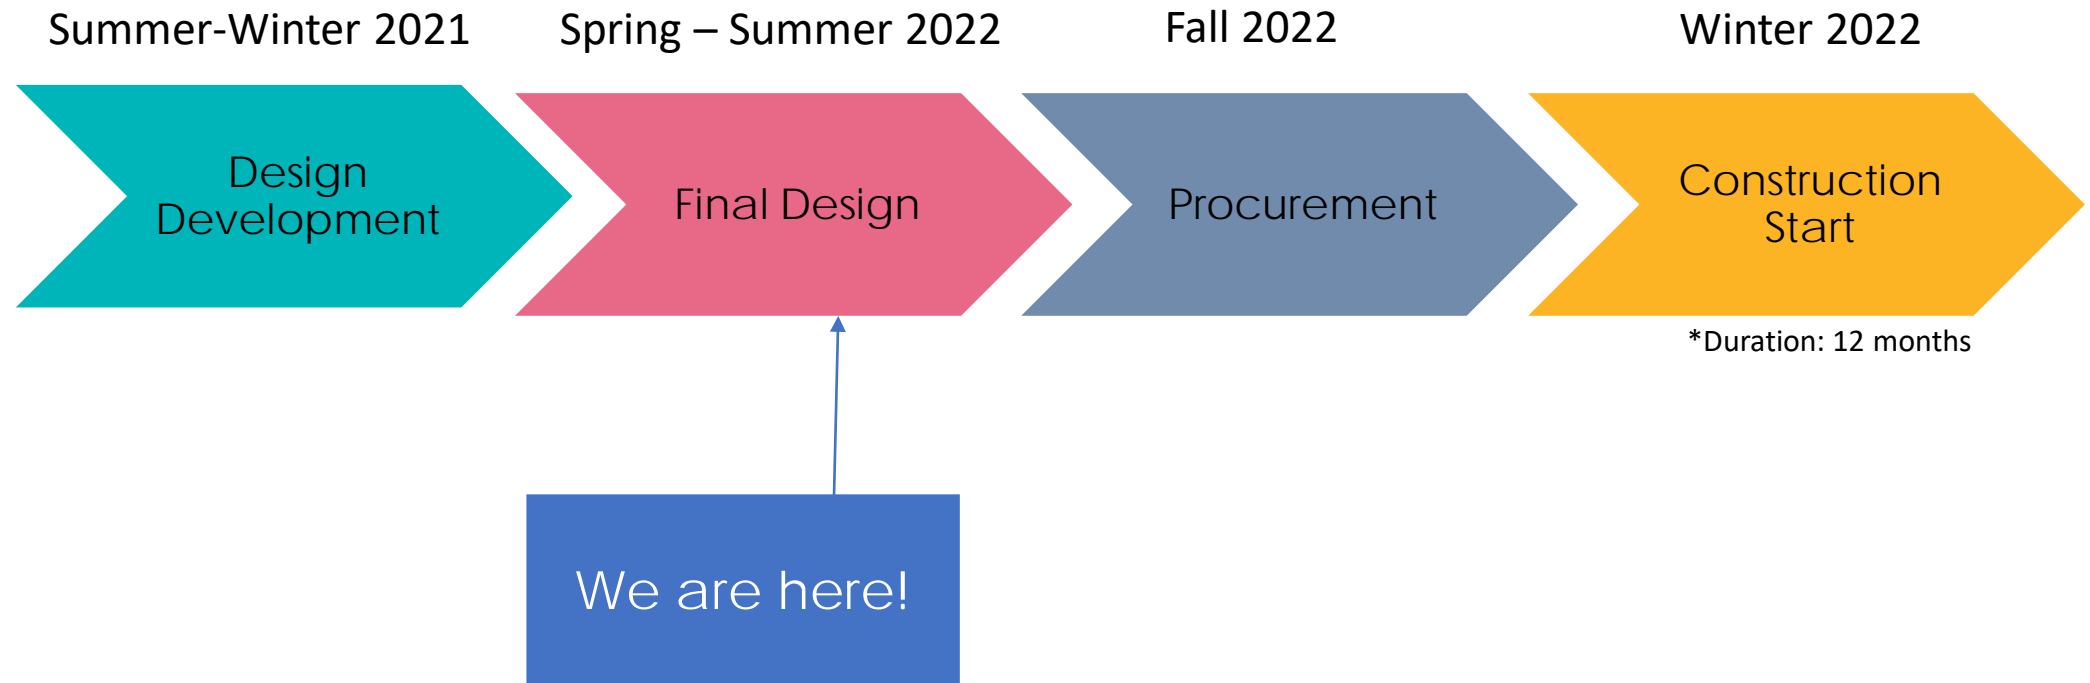 Summer-Winter 2021
Spring – Summer 2022
Fall 2022
Winter 2022
Design
Development
Final Design
Procurement
Construction
Start
*Duration: 12 months
We are here!